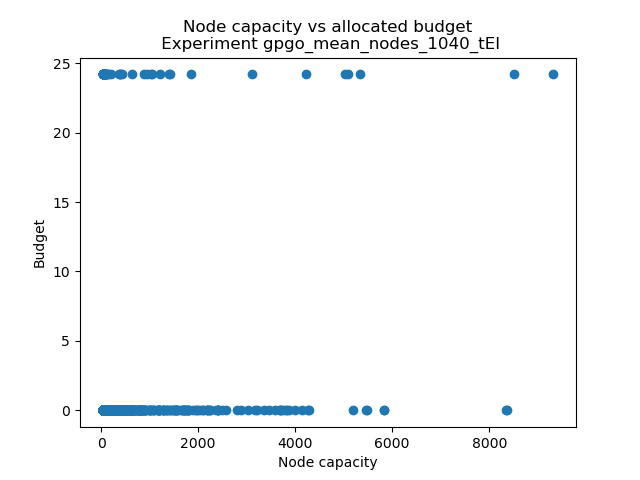 Node capacity vs allocated budget
Experiment gpgo_mean_nodes_1040_tEI
25
20
15
10
5
0
Budget
0 2000 4000 6000 8000
Node capacity